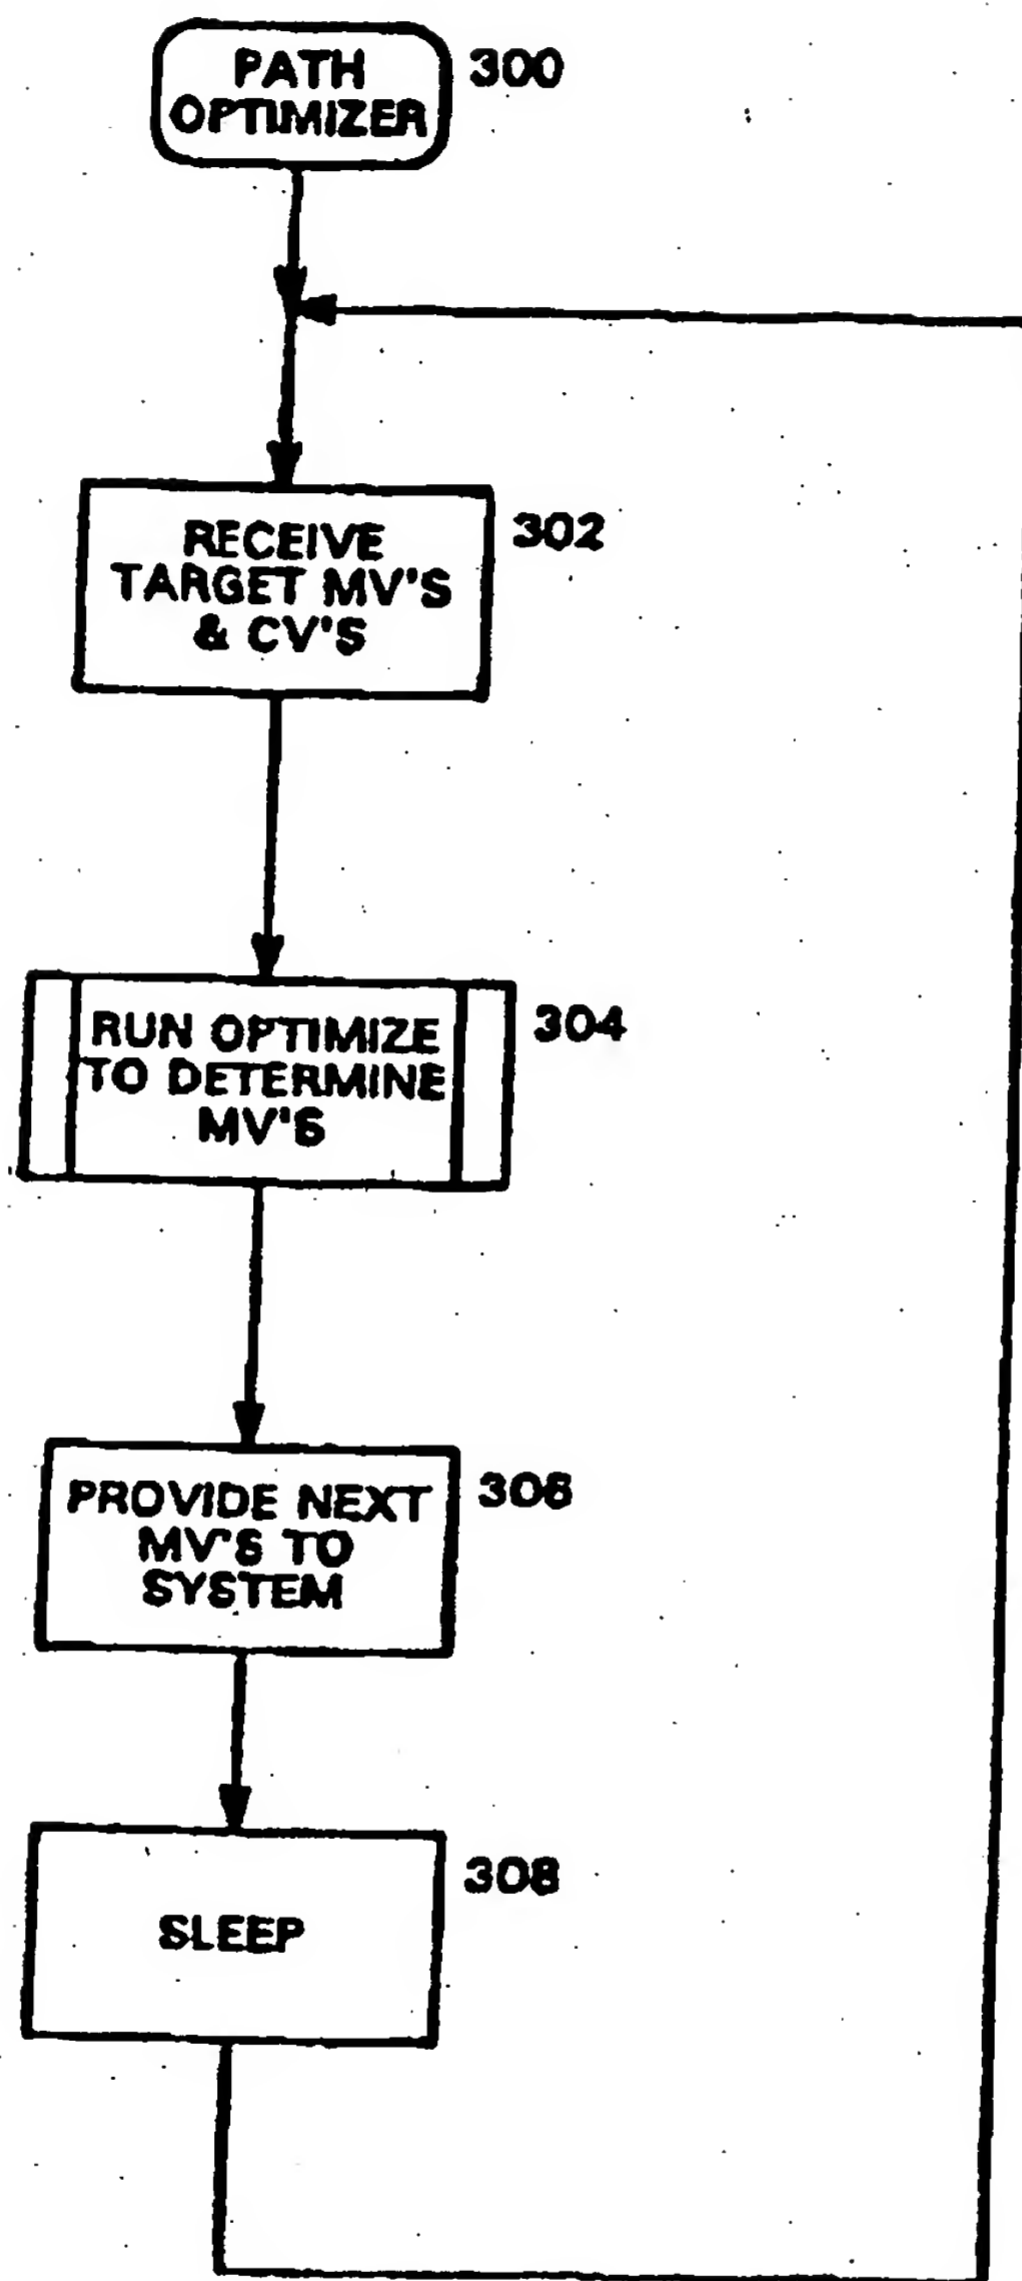 PATH
OPTIMIZER
300
RECEIVE
TARGET MV'S
& CV'S
302
RUN OPTIMIZE
TO DETERMINE
MV'S
304
PROVIDE NEXT
MV'S TO
SYSTEM
306
SLEEP
308